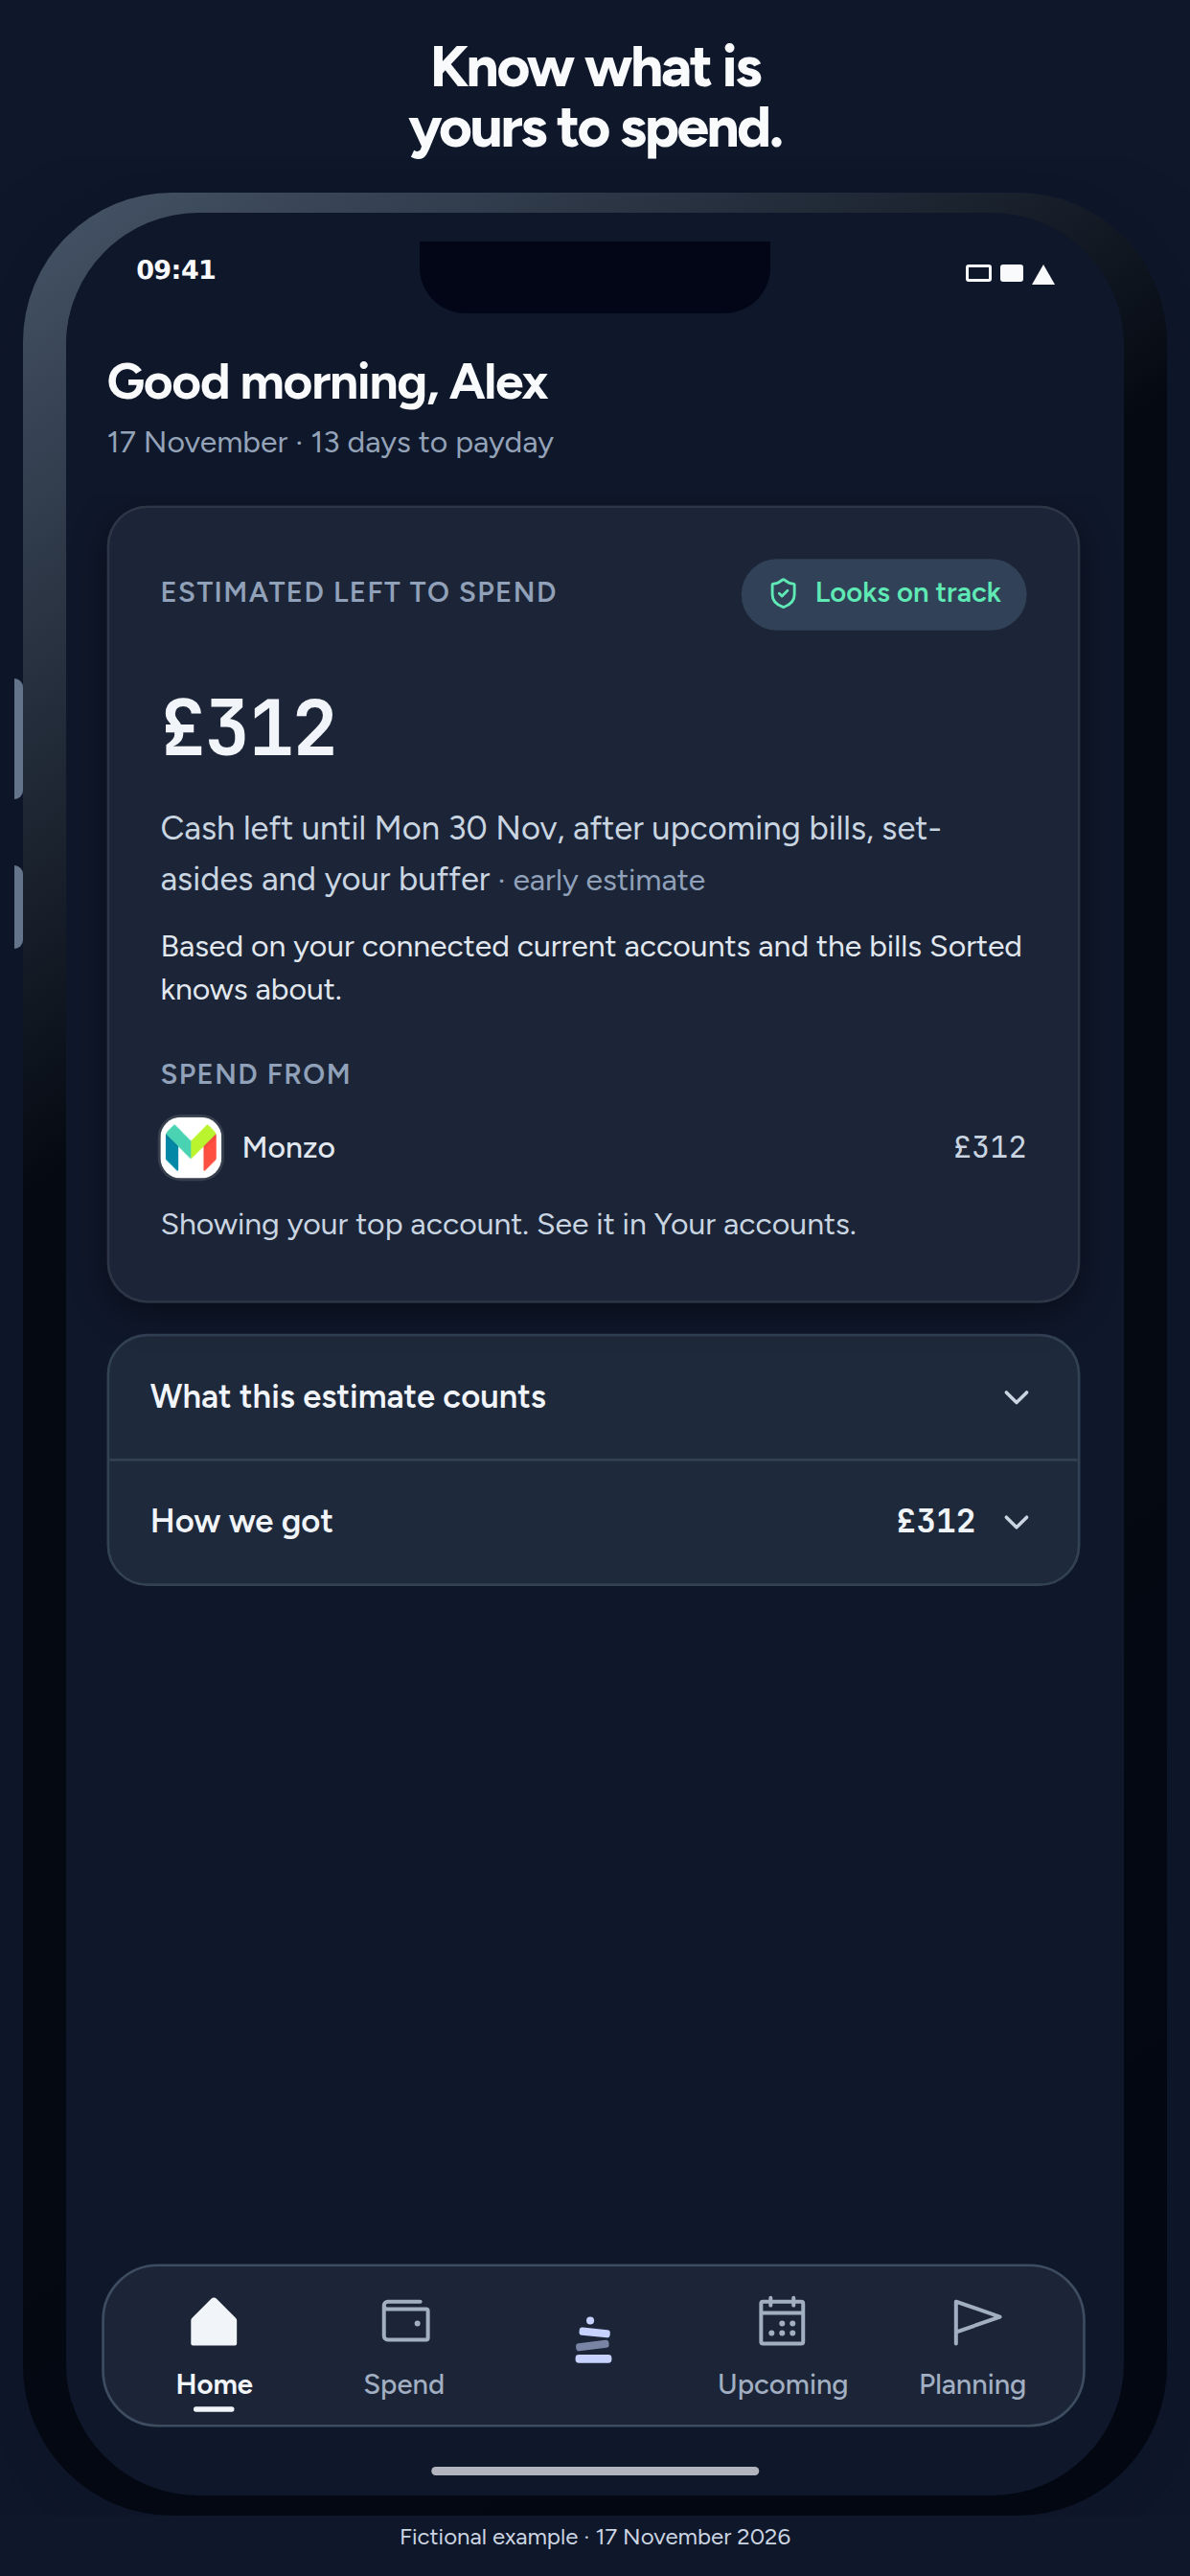 Know what is
yours to spend.
09:41
Good morning, Alex
17 November · 13 days to payday
ESTIMATED LEFT TO SPEND
Looks on track
£312
Cash left until Mon 30 Nov, after upcoming bills, set-
asides and your buffer · early estimate
Based on your connected current accounts and the bills Sorted
knows about.
SPEND FROM
Monzo £312
Showing your top account. See it in Your accounts.
What this estimate counts
How we got £312
Home Spend Upcoming Planning
Fictional example · 17 November 2026